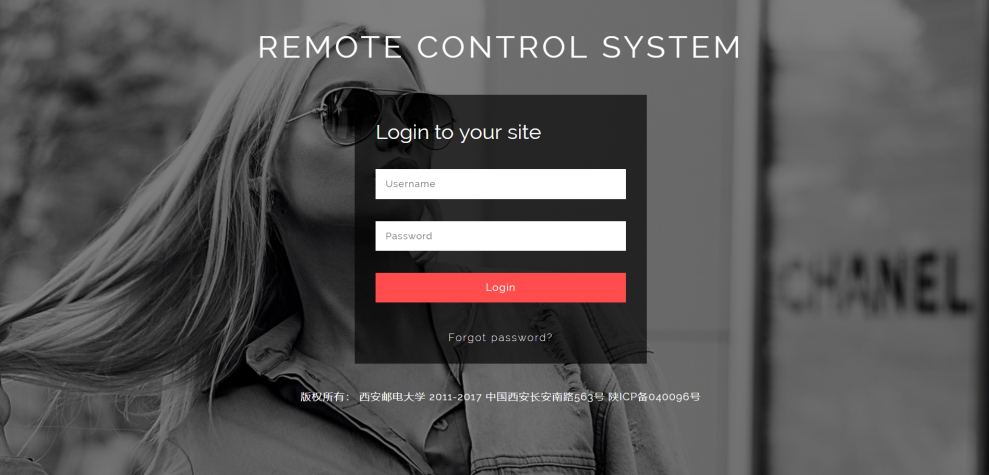 REMOTE CONTROL SYSTEM
Login to your site
Username
Password
Login
Forgot password?
CHANEL
版权所有： 西安邮电大学 2011-2017 中国西安长安南路563号 陕ICP备040096号